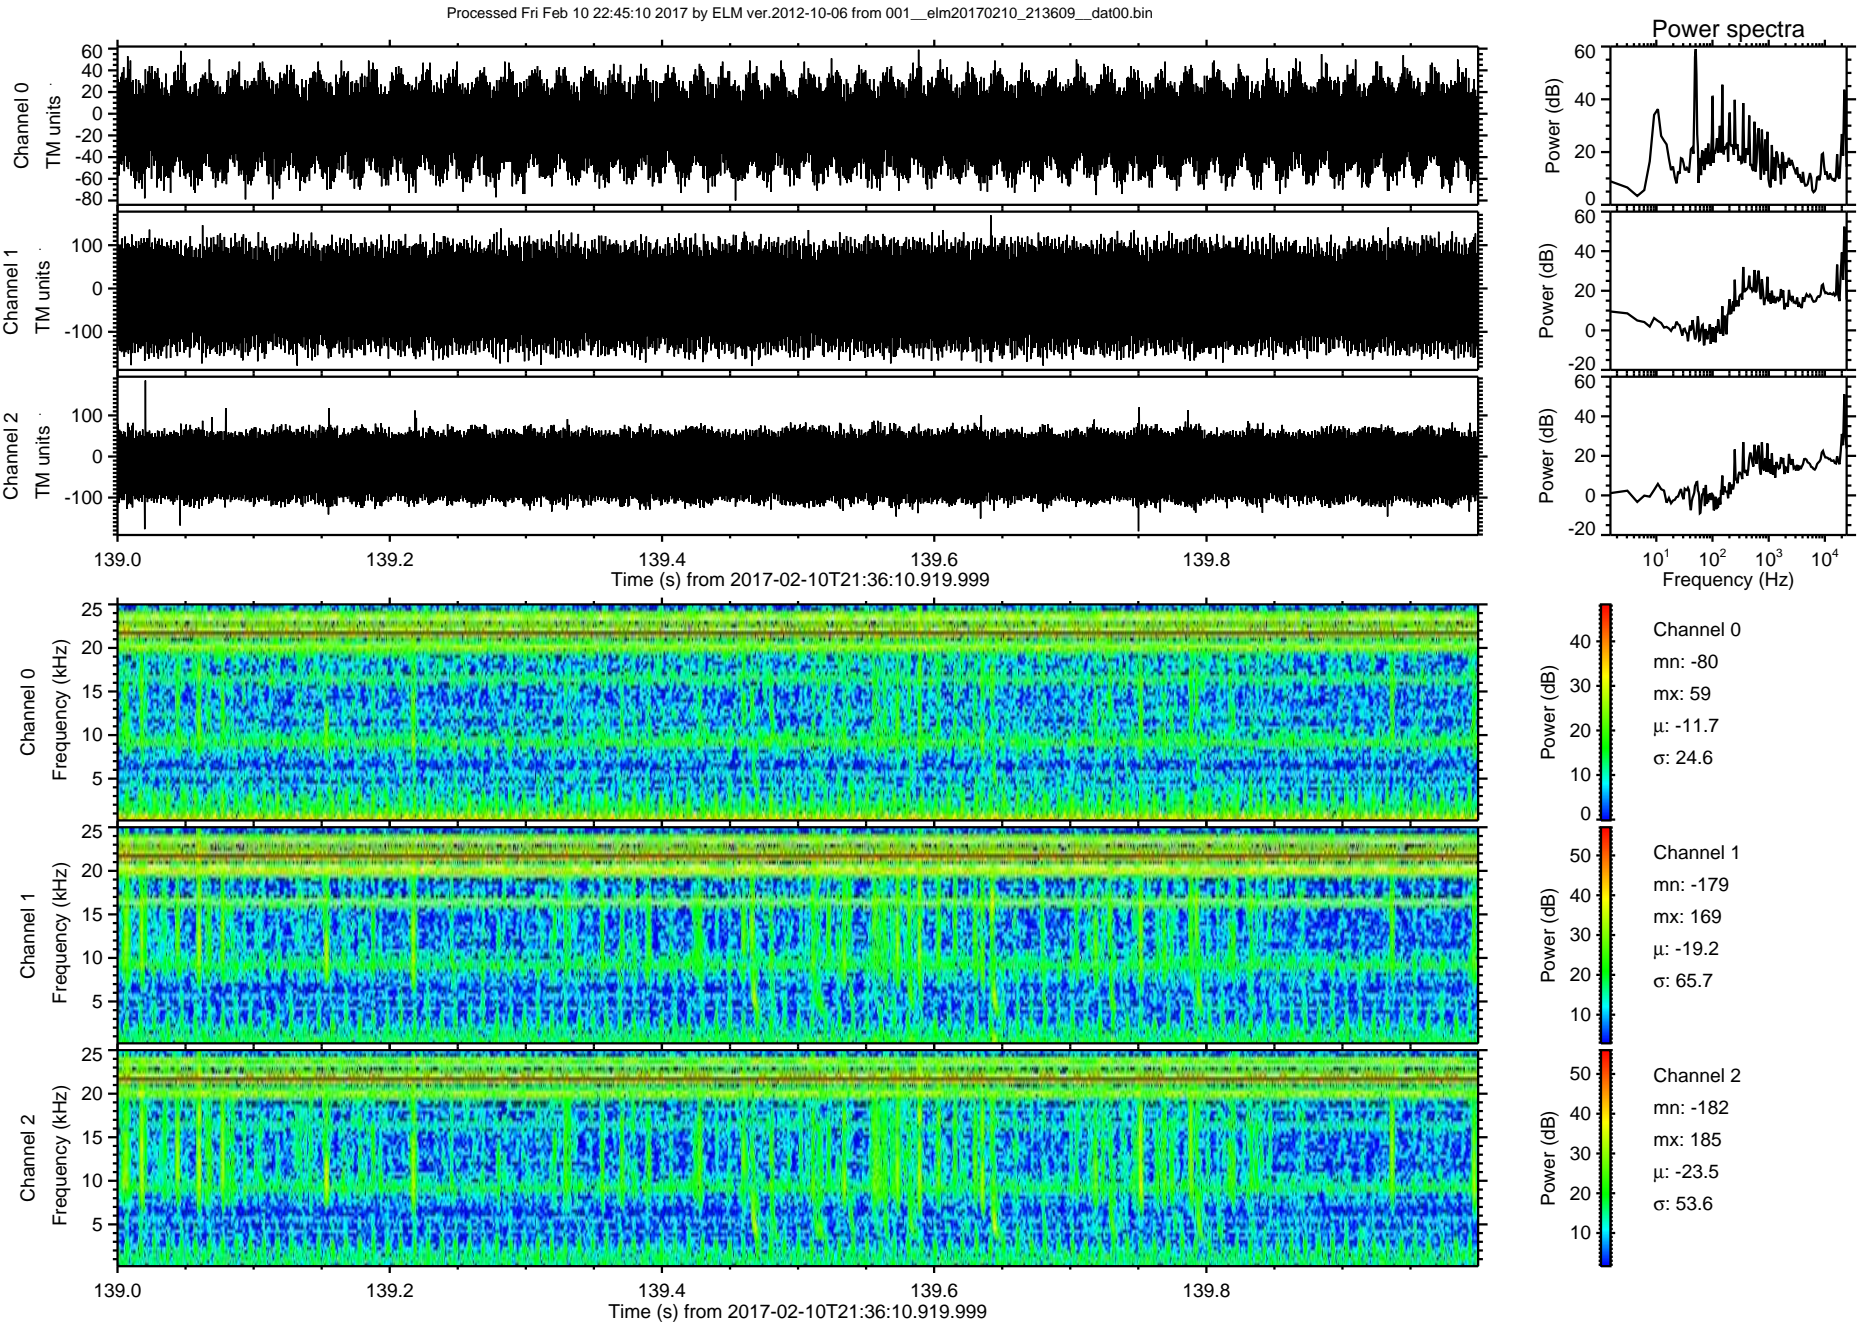 Processed Fri Feb 10 22:45:10 2017 by ELM ver.2012-10-06 from 001__elm20170210_213609__dat00.bin
Power spectra
Channel 0
TM units
60
40
20
0
-20
-40
-60
-80
Power (dB)
60
40
20
0
Channel 1
TM units
100
0
-100
Power (dB)
60
40
20
0
-20
Channel 2
TM units
100
0
-100
Power (dB)
60
40
20
0
-20
139.0
139.2
139.4
139.6
139.8
Time (s) from 2017-02-10T21:36:10.919.999
10¹
10²
10³
10⁴
Frequency (Hz)
Channel 0
Frequency (kHz)
25
20
15
10
5
Power (dB)
40
30
20
10
0
Channel 0
mn: -80
mx: 59
μ: -11.7
σ: 24.6
Channel 1
Frequency (kHz)
25
20
15
10
5
Power (dB)
50
40
30
20
10
Channel 1
mn: -179
mx: 169
μ: -19.2
σ: 65.7
Channel 2
Frequency (kHz)
25
20
15
10
5
Power (dB)
50
40
30
20
10
Channel 2
mn: -182
mx: 185
μ: -23.5
σ: 53.6
139.0
139.2
139.4
139.6
139.8
Time (s) from 2017-02-10T21:36:10.919.999